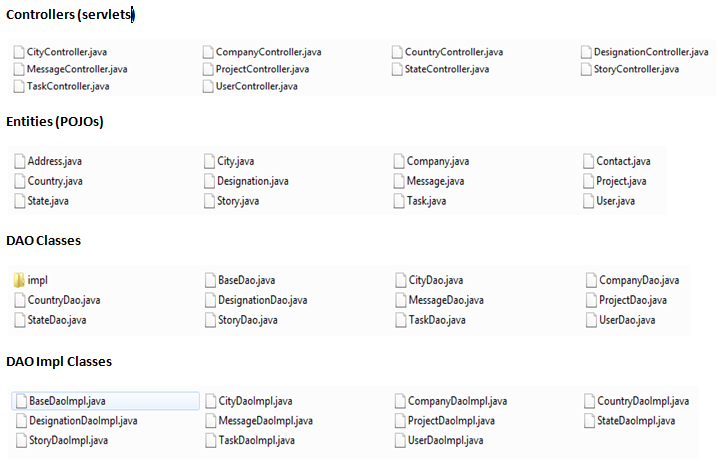 Controllers (servlets)
CityController.java CompanyController.java CountryController.java DesignationController.java
MessageController.java ProjectController.java StateController.java StoryController.java
TaskController.java UserController.java
Entities (POJOs)
Address.java City.java Company.java Contact.java
Country.java Designation.java Message.java Project.java
State.java Story.java Task.java User.java
DAO Classes
impl BaseDao.java CityDao.java CompanyDao.java
CountryDao.java DesignationDao.java MessageDao.java ProjectDao.java
StateDao.java StoryDao.java TaskDao.java UserDao.java
DAO Impl Classes
BaseDaoImpl.java CityDaoImpl.java CompanyDaoImpl.java CountryDaoImpl.java
DesignationDaoImpl.java MessageDaoImpl.java ProjectDaoImpl.java StateDaoImpl.java
StoryDaoImpl.java TaskDaoImpl.java UserDaoImpl.java